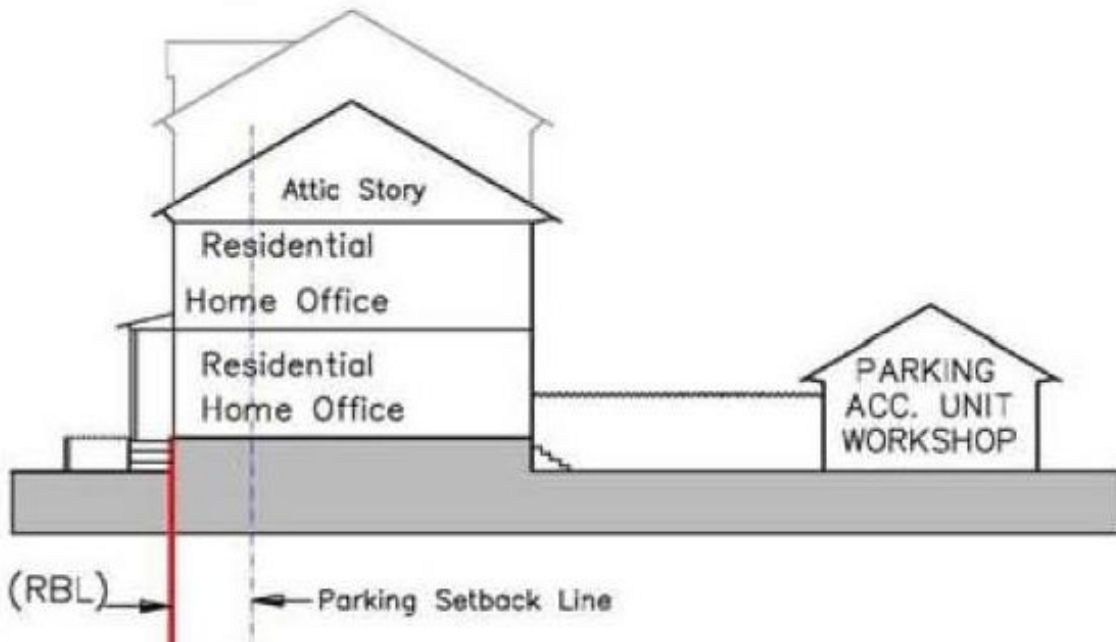 Attic Story
Residential
Home Office
Residential
Home Office
PARKING
ACC. UNIT
WORKSHOP
(RBL)
Parking Setback Line